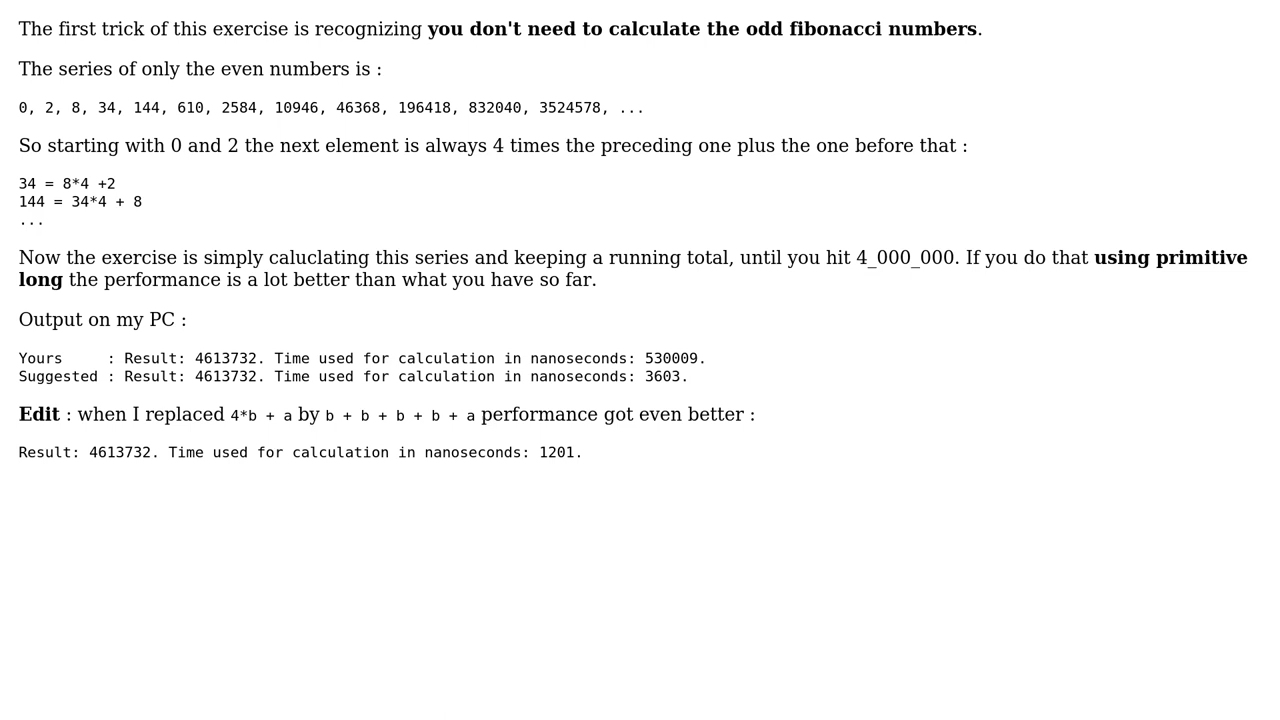 The first trick of this exercise is recognizing you don't need to calculate the odd fibonacci numbers.
The series of only the even numbers is :
0, 2, 8, 34, 144, 610, 2584, 10946, 46368, 196418, 832040, 3524578, ...
So starting with 0 and 2 the next element is always 4 times the preceding one plus the one before that :
34 = 8*4 +2
144 = 34*4 + 8
...
Now the exercise is simply caluclating this series and keeping a running total, until you hit 4_000_000. If you do that using primitive
long the performance is a lot better than what you have so far.
Output on my PC :
Yours     : Result: 4613732. Time used for calculation in nanoseconds: 530009.
Suggested : Result: 4613732. Time used for calculation in nanoseconds: 3603.
Edit : when I replaced 4*b + a by b + b + b + b + a performance got even better :
Result: 4613732. Time used for calculation in nanoseconds: 1201.